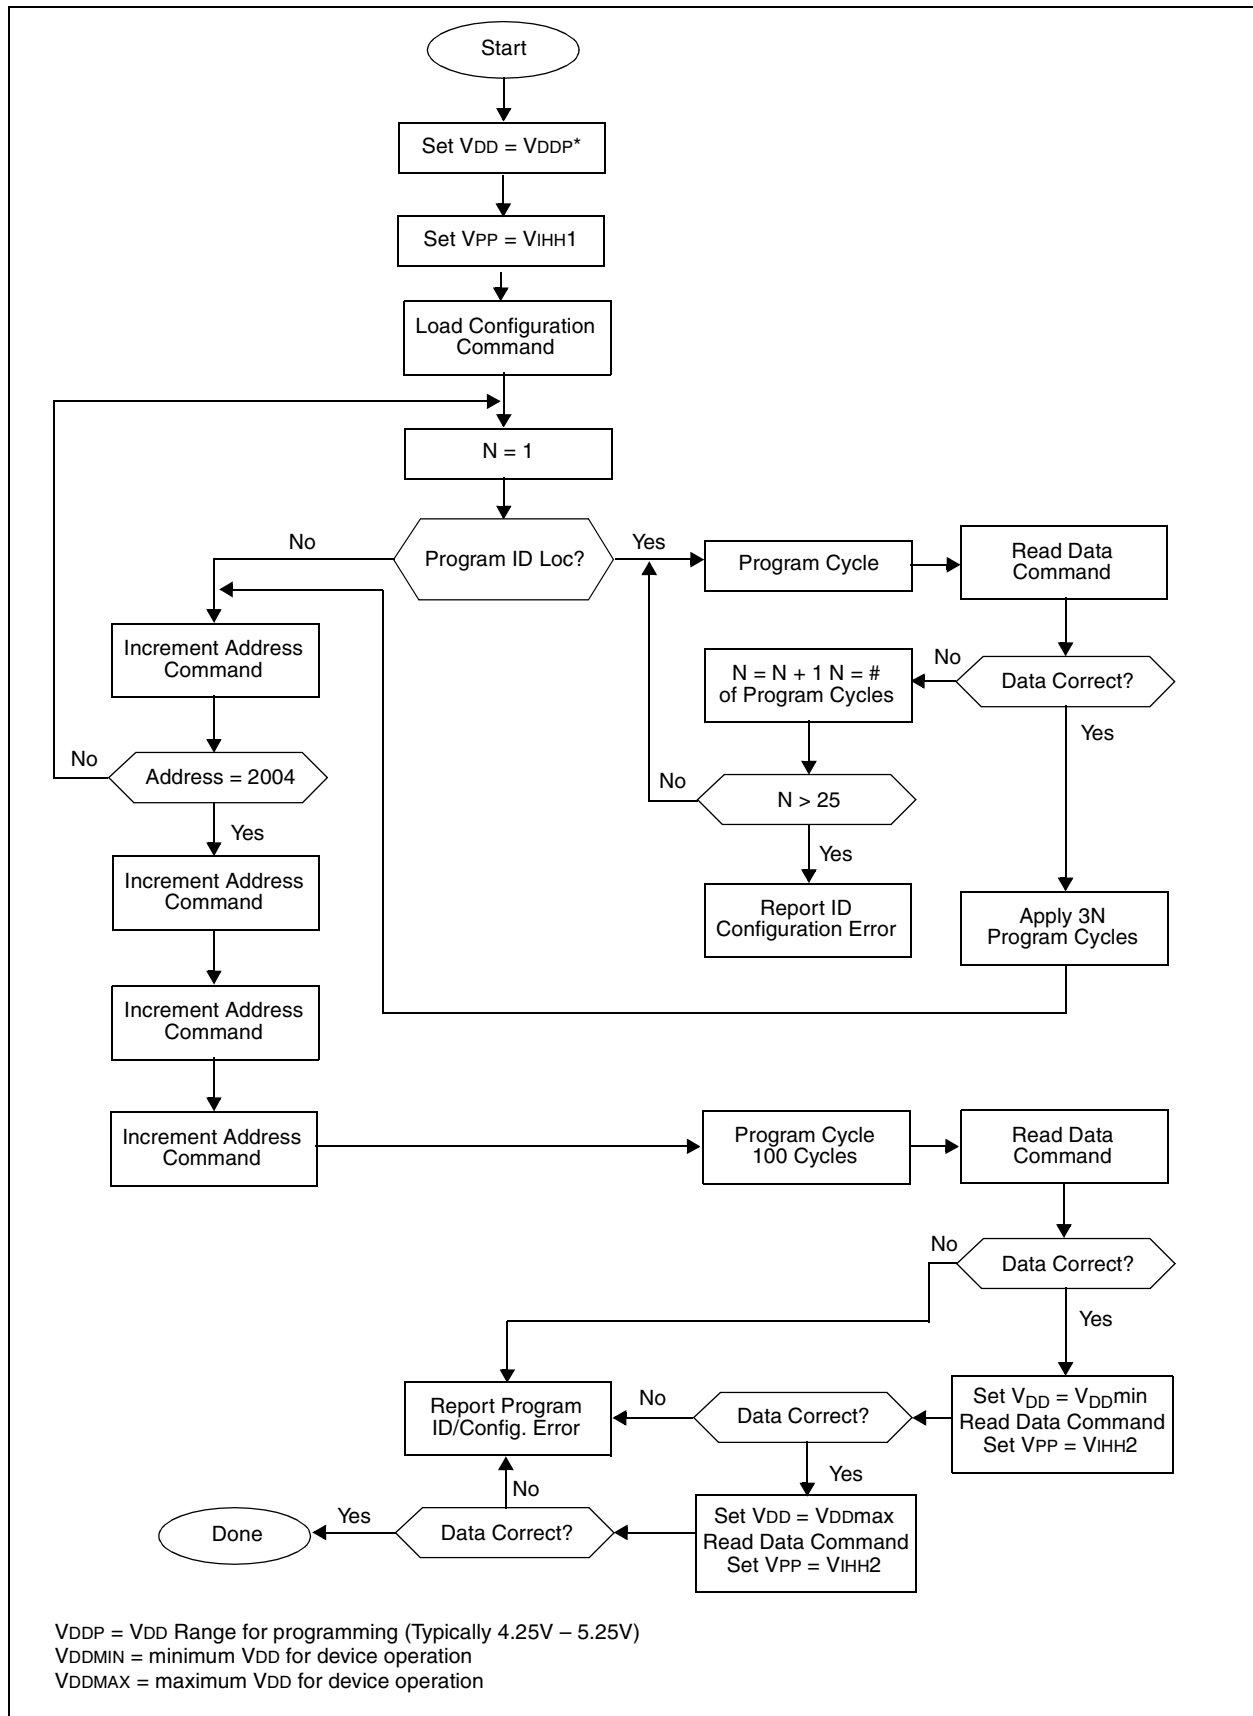 Start
Set VDD = VDDP*
Set VPP = VIHH1
Load Configuration
Command
N = 1
No
Program ID Loc?
Yes
Program Cycle
Read Data
Command
Increment Address
Command
N = N + 1 N = #
of Program Cycles
No
Data Correct?
Yes
No
Address = 2004
No
N > 25
Yes
Yes
Increment Address
Command
Report ID
Configuration Error
Apply 3N
Program Cycles
Increment Address
Command
Increment Address
Command
Program Cycle
100 Cycles
Read Data
Command
No
Data Correct?
Yes
Report Program
ID/Config. Error
No
Data Correct?
Set VDD = VDDmin
Read Data Command
Set VPP = VIHH2
Yes
No
Done
Yes
Data Correct?
Set VDD = VDDmax
Read Data Command
Set VPP = VIHH2
VDDP = VDD Range for programming (Typically 4.25V – 5.25V)
VDDMIN = minimum VDD for device operation
VDDMAX = maximum VDD for device operation